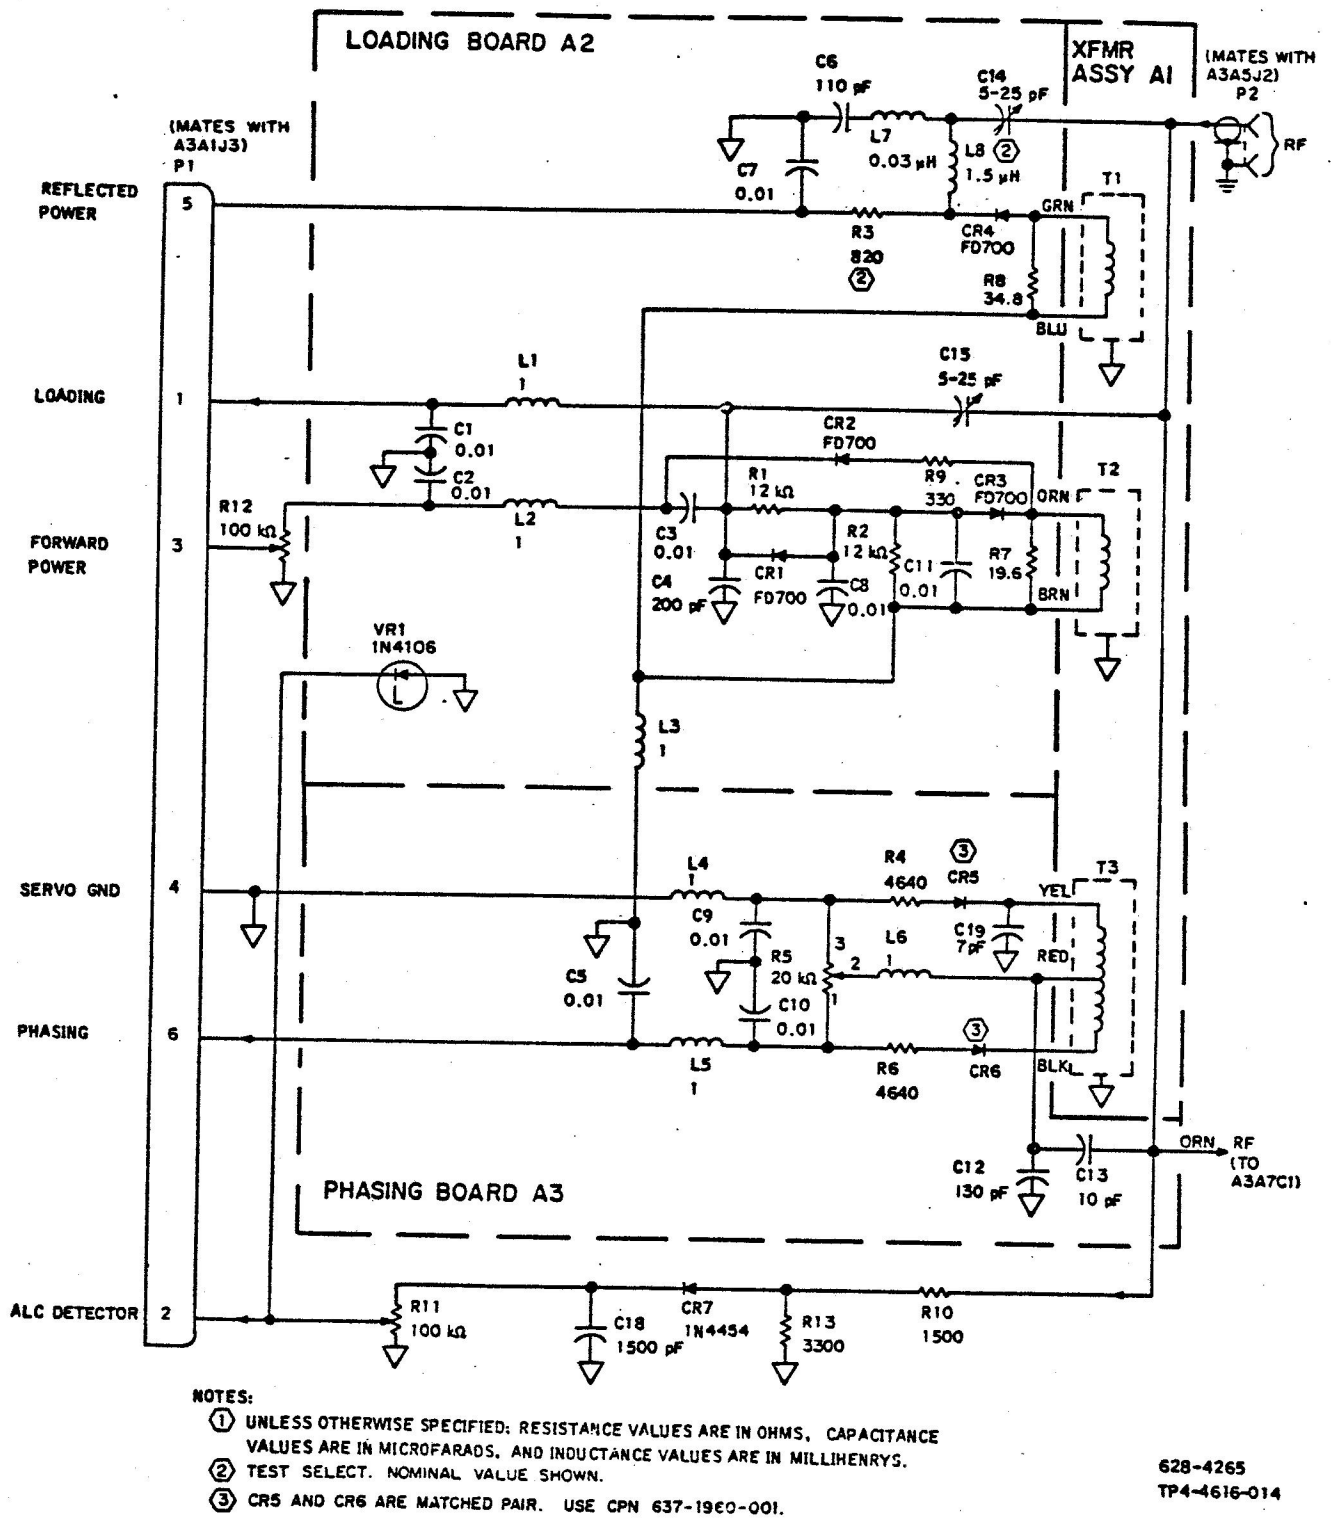 LOADING BOARD A2
XFMR
ASSY A1
(MATES WITH
A3A5J2)
P2
RF
C6
110 pF
C14
5-25 pF
2
L7
0.03 µH
L8
1.5 µH
C7
0.01
(MATES WITH
A3A1J3)
P1
REFLECTED
POWER
5
R3
820
2
CR4
FD700
GRN
T1
R8
34.8
BLU
LOADING
1
L1
1
C15
5-25 pF
C1
0.01
C2
0.01
CR2
FD700
R9
330
CR3
FD700
ORN
T2
R12
100 kΩ
R1
12 kΩ
L2
1
C3
0.01
R2
12 kΩ
FORWARD
POWER
3
C4
200 pF
CR1
FD700
C8
0.01
C11
0.01
R7
19.6
BRN
VR1
1N4106
L3
1
SERVO GND
4
L4
1
R4
4640
3
CR5
YEL
T3
C9
0.01
C19
7pF
L6
1
RED
3
2
1
R5
20 kΩ
C5
0.01
C10
0.01
PHASING
6
L5
1
R6
4640
3
CR6
BLK
C12
130 pF
C13
10 pF
ORN
RF
(TO
A3A7C1)
PHASING BOARD A3
ALC DETECTOR
2
R11
100 kΩ
C18
1500 pF
CR7
1N4454
R13
3300
R10
1500
NOTES:
1 UNLESS OTHERWISE SPECIFIED: RESISTANCE VALUES ARE IN OHMS, CAPACITANCE
VALUES ARE IN MICROFARADS, AND INDUCTANCE VALUES ARE IN MILLIHENRYS.
2 TEST SELECT. NOMINAL VALUE SHOWN.
3 CR5 AND CR6 ARE MATCHED PAIR. USE CPN 637-1960-001.
628-4265
TP4-4616-014